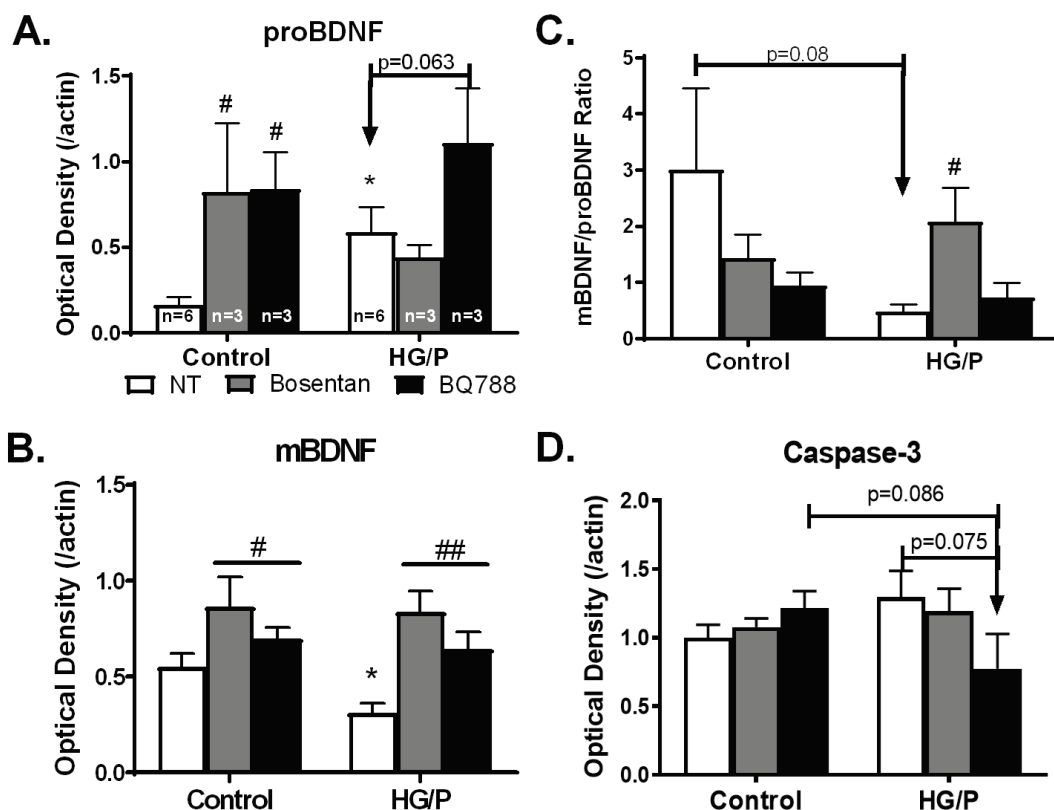 A.
proBDNF
p=0.063
Optical Density (/actin)
1.5
1.0
0.5
0.0
#
#
*
n=6
n=3
n=3
n=6
n=3
n=3
Control
HG/P
NT
Bosentan
BQ788
C.
mBDNF/proBDNF Ratio
5
4
3
2
1
0
p=0.08
#
Control
HG/P
B.
mBDNF
Optical Density (/actin)
1.5
1.0
0.5
0.0
#
##
*
Control
HG/P
D.
Caspase-3
Optical Density (/actin)
2.0
1.5
1.0
0.5
0.0
p=0.086
p=0.075
Control
HG/P